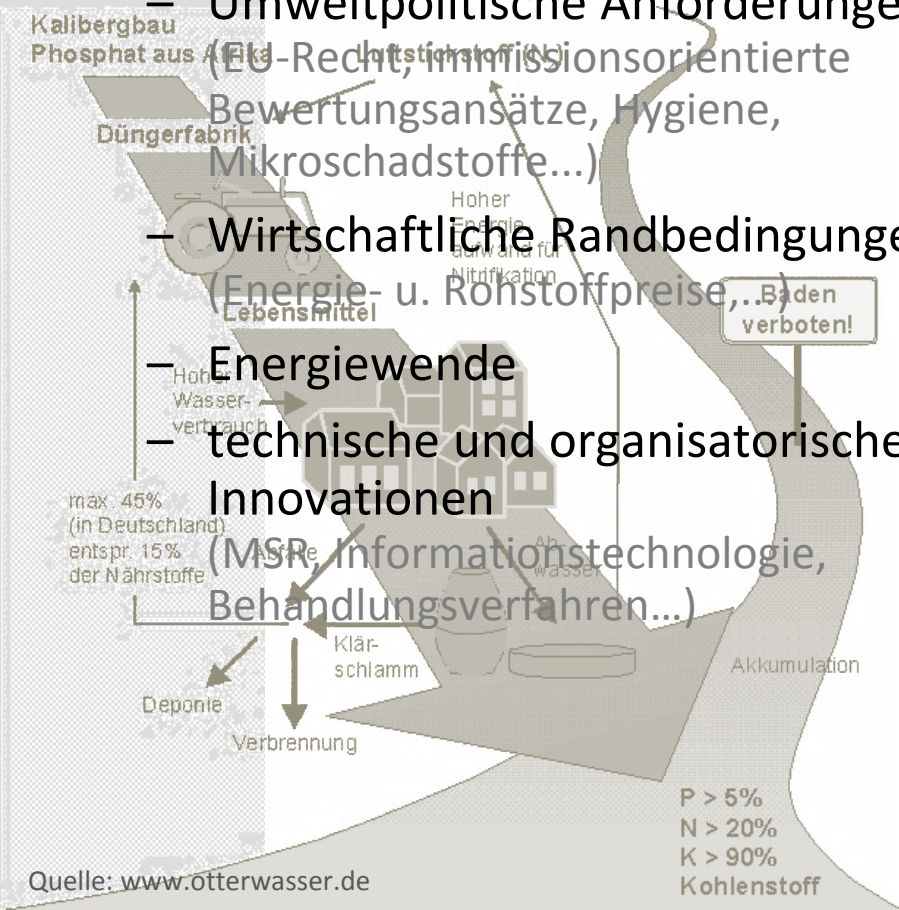 – Umweltpolitische Anforderunge
(EU-Recht, immissionsorientierte
Bewertungsansätze, Hygiene,
Mikroschadstoffe...)
– Wirtschaftliche Randbedingunge
(Energie- u. Rohstoffpreise,...)
– Energiewende
– technische und organisatorische
Innovationen
(MSR, Informationstechnologie,
Behandlungsverfahren...)
Kalibergbau
Phosphat aus Afrika
Luftstickstoff (N₂)
Düngerfabrik
Hoher
Energie-
aufwand für
Nitrifikation
Lebensmittel
Baden
verboten!
Hoher
Wasser-
verbrauch
max. 45%
(in Deutschland)
entspr. 15%
der Nährstoffe
Abfälle
Ab-
wasser
Klär-
schlamm
Akkumulation
Deponie
Verbrennung
P > 5%
N > 20%
K > 90%
Kohlenstoff
Quelle: www.otterwasser.de